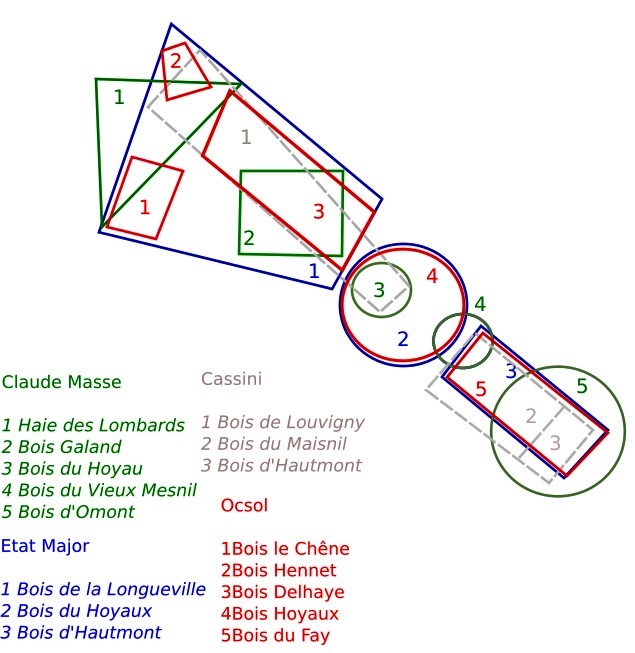 2
1
1
1
3
2
1
4
3
4
2
3
5
5
2
3
Claude Masse
1 Haie des Lombards
2 Bois Galand
3 Bois du Hoyau
4 Bois du Vieux Mesnil
5 Bois d'Omont
Cassini
1 Bois de Louvigny
2 Bois du Maisnil
3 Bois d'Hautmont
Etat Major
1 Bois de la Longueville
2 Bois du Hoyaux
3 Bois d'Hautmont
Ocsol
1Bois le Chêne
2Bois Hennet
3Bois Delhaye
4Bois Hoyaux
5Bois du Fay